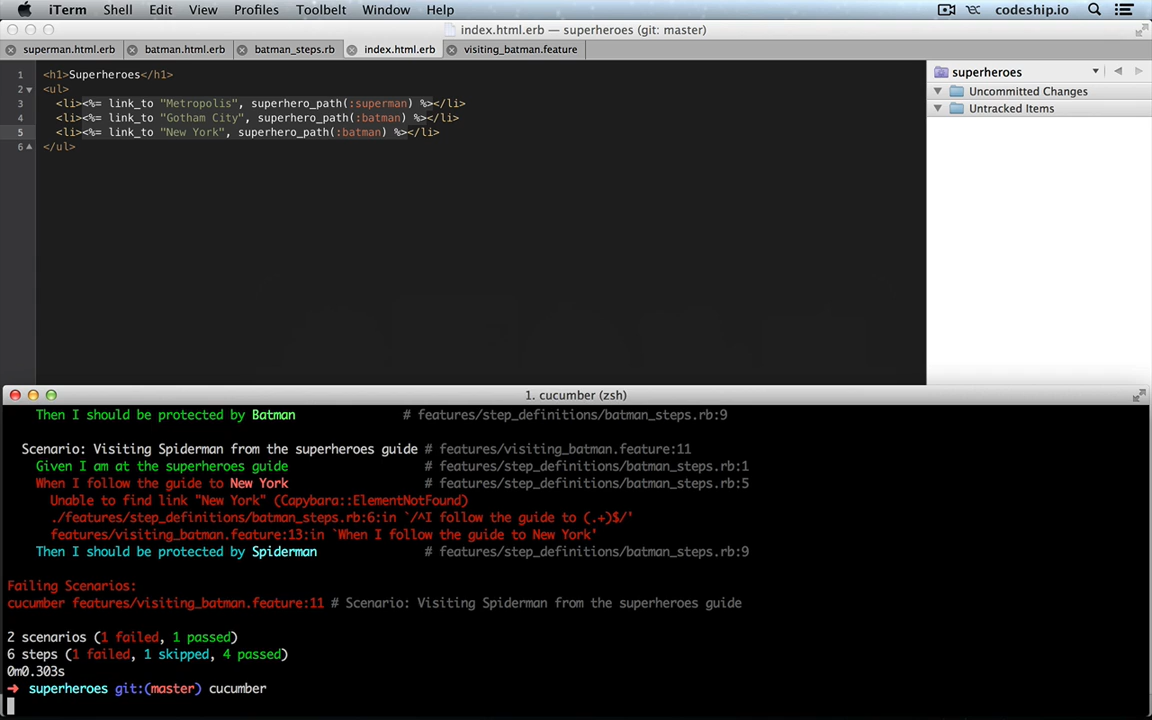 iTerm Shell Edit View Profiles Toolbelt Window Help codeship.io
index.html.erb — superheroes (git: master)
superman.html.erb batman.html.erb batman_steps.rb index.html.erb visiting_batman.feature
superheroes
Uncommitted Changes
Untracked Items
1 <h1>Superheroes</h1>
2 <ul>
3 <li><%= link_to "Metropolis", superhero_path(:superman) %></li>
4 <li><%= link_to "Gotham City", superhero_path(:batman) %></li>
5 <li><%= link_to "New York", superhero_path(:batman) %></li>
6 </ul>
1. cucumber (zsh)
Then I should be protected by Batman # features/step_definitions/batman_steps.rb:9
Scenario: Visiting Spiderman from the superheroes guide # features/visiting_batman.feature:11
Given I am at the superheroes guide # features/step_definitions/batman_steps.rb:1
When I follow the guide to New York # features/step_definitions/batman_steps.rb:5
Unable to find link "New York" (Capybara::ElementNotFound)
./features/step_definitions/batman_steps.rb:6:in `/^I follow the guide to (.+)$/'
features/visiting_batman.feature:13:in `When I follow the guide to New York'
Then I should be protected by Spiderman # features/step_definitions/batman_steps.rb:9
Failing Scenarios:
cucumber features/visiting_batman.feature:11 # Scenario: Visiting Spiderman from the superheroes guide
2 scenarios (1 failed, 1 passed)
6 steps (1 failed, 1 skipped, 4 passed)
0m0.303s
➜ superheroes git:(master) cucumber